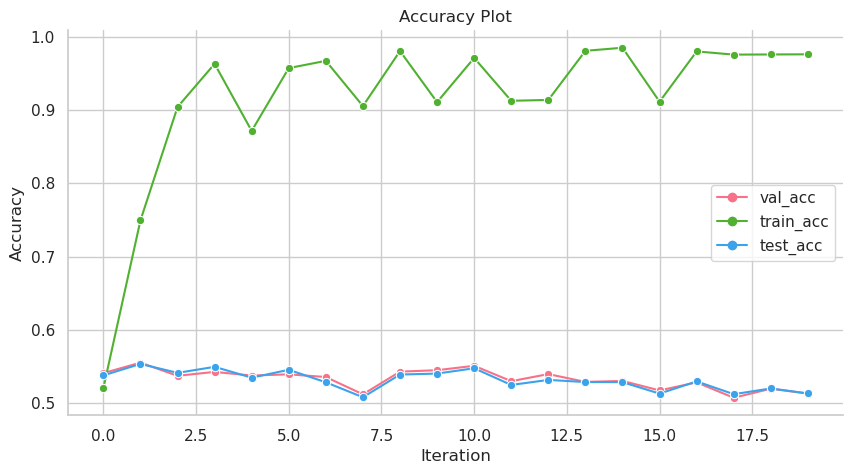 Accuracy Plot
1.0
0.9
0.8
0.7
0.6
0.5
Accuracy
val_acc
train_acc
test_acc
0.0 2.5 5.0 7.5 10.0 12.5 15.0 17.5
Iteration